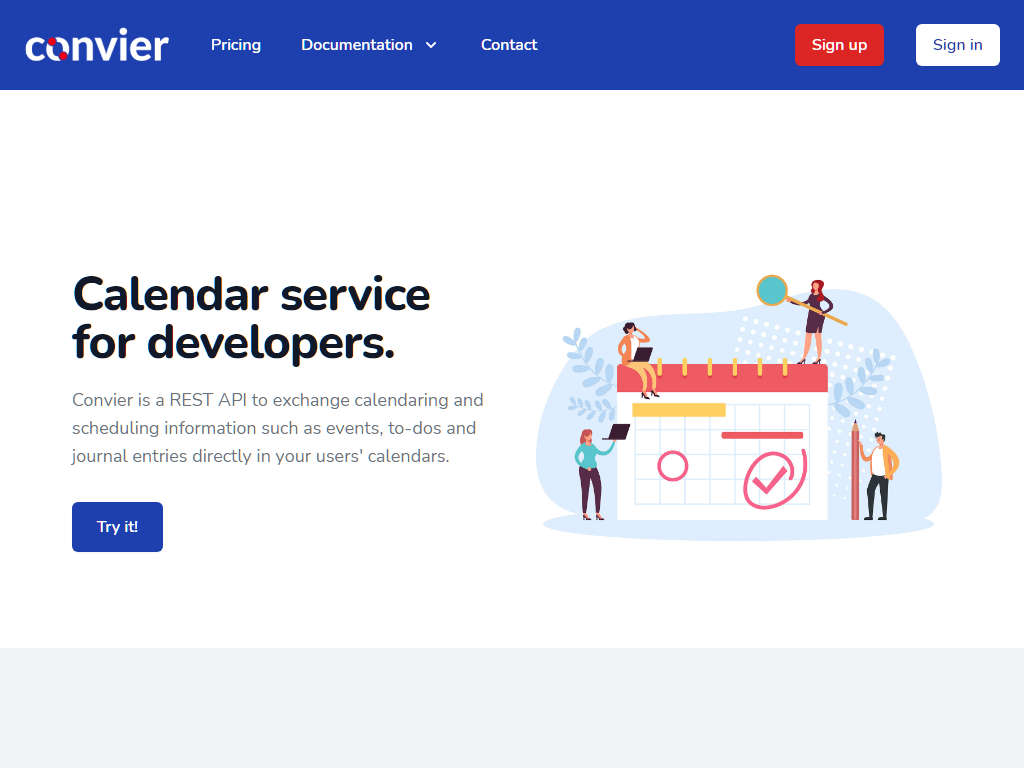 convier
Pricing
Documentation
Contact
Sign up
Sign in
Calendar service
for developers.
Convier is a REST API to exchange calendaring and
scheduling information such as events, to-dos and
journal entries directly in your users' calendars.
Try it!